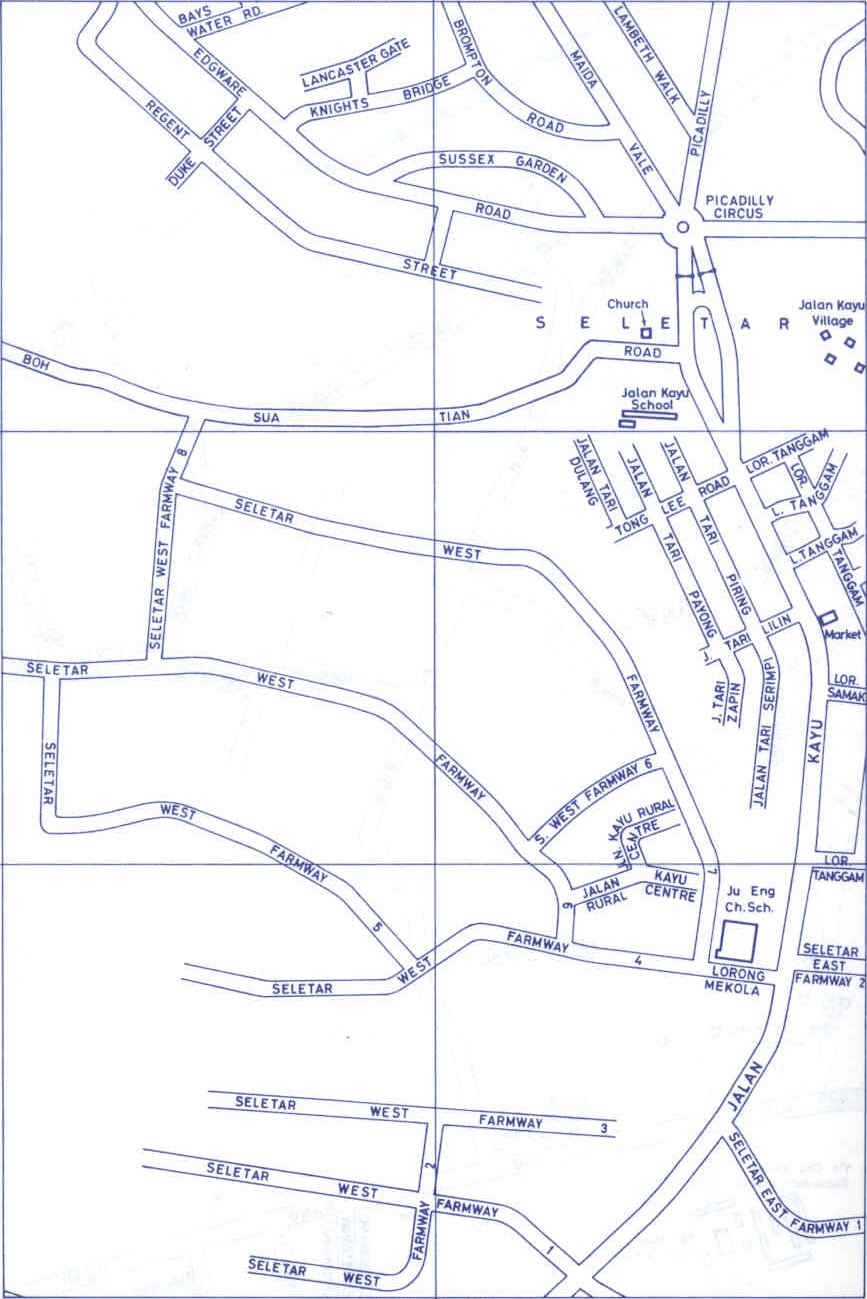 BAYS
WATER RD.
EDGWARE
LANCASTER GATE
KNIGHTS BRIDGE
BROMPTON
ROAD
MAIDA
VALE
LAMBETH WALK
PICADILLY
REGENT
DUKE STREET
SUSSEX GARDEN
ROAD
STREET
PICADILLY
CIRCUS
Church
S E L E T A R
Jalan Kayu
Village
BOH
SUA
TIAN
ROAD
Jalan Kayu
School
8
SELETAR WEST FARMWAY
SELETAR
WEST
FARMWAY
7
JALAN TARI
DULANG
JALAN
TARI
PAYONG
JALAN
TARI
PIRING
TONG LEE ROAD
LOR. TANGGAM
LOR.
L. TANGGAM
L. TANGGAM
TANGGAM
TARI LILIN
Market
J. TARI
ZAPIN
JALAN TARI SERIMPI
LOR.
SAMAK
KAYU
SELETAR
WEST
FARMWAY
6
S. WEST FARMWAY 6
JLN. KAYU RURAL
CENTRE
JALAN KAYU
RURAL CENTRE
SELETAR
WEST
FARMWAY
5
LOR.
TANGGAM
Ju Eng
Ch.Sch.
SELETAR
WEST
FARMWAY
4
LORONG
MEKOLA
SELETAR
EAST
FARMWAY 2
JALAN
SELETAR WEST FARMWAY 3
SELETAR WEST FARMWAY 1
2
FARMWAY
SELETAR WEST
SELETAR EAST FARMWAY 1